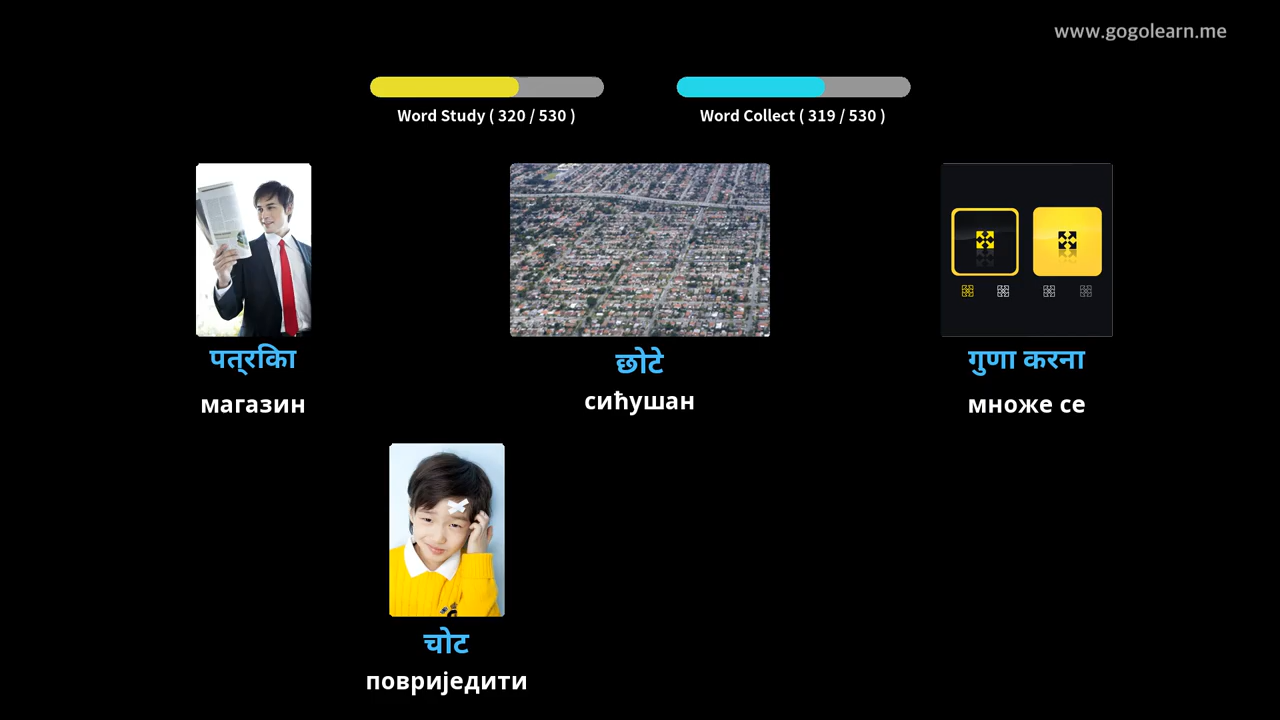 www.gogolearn.me
Word Study ( 320 / 530 )
Word Collect ( 319 / 530 )
पत्रिका
छोटे
गुणा करना
магазин
сићушан
множе се
चोट
повриједити